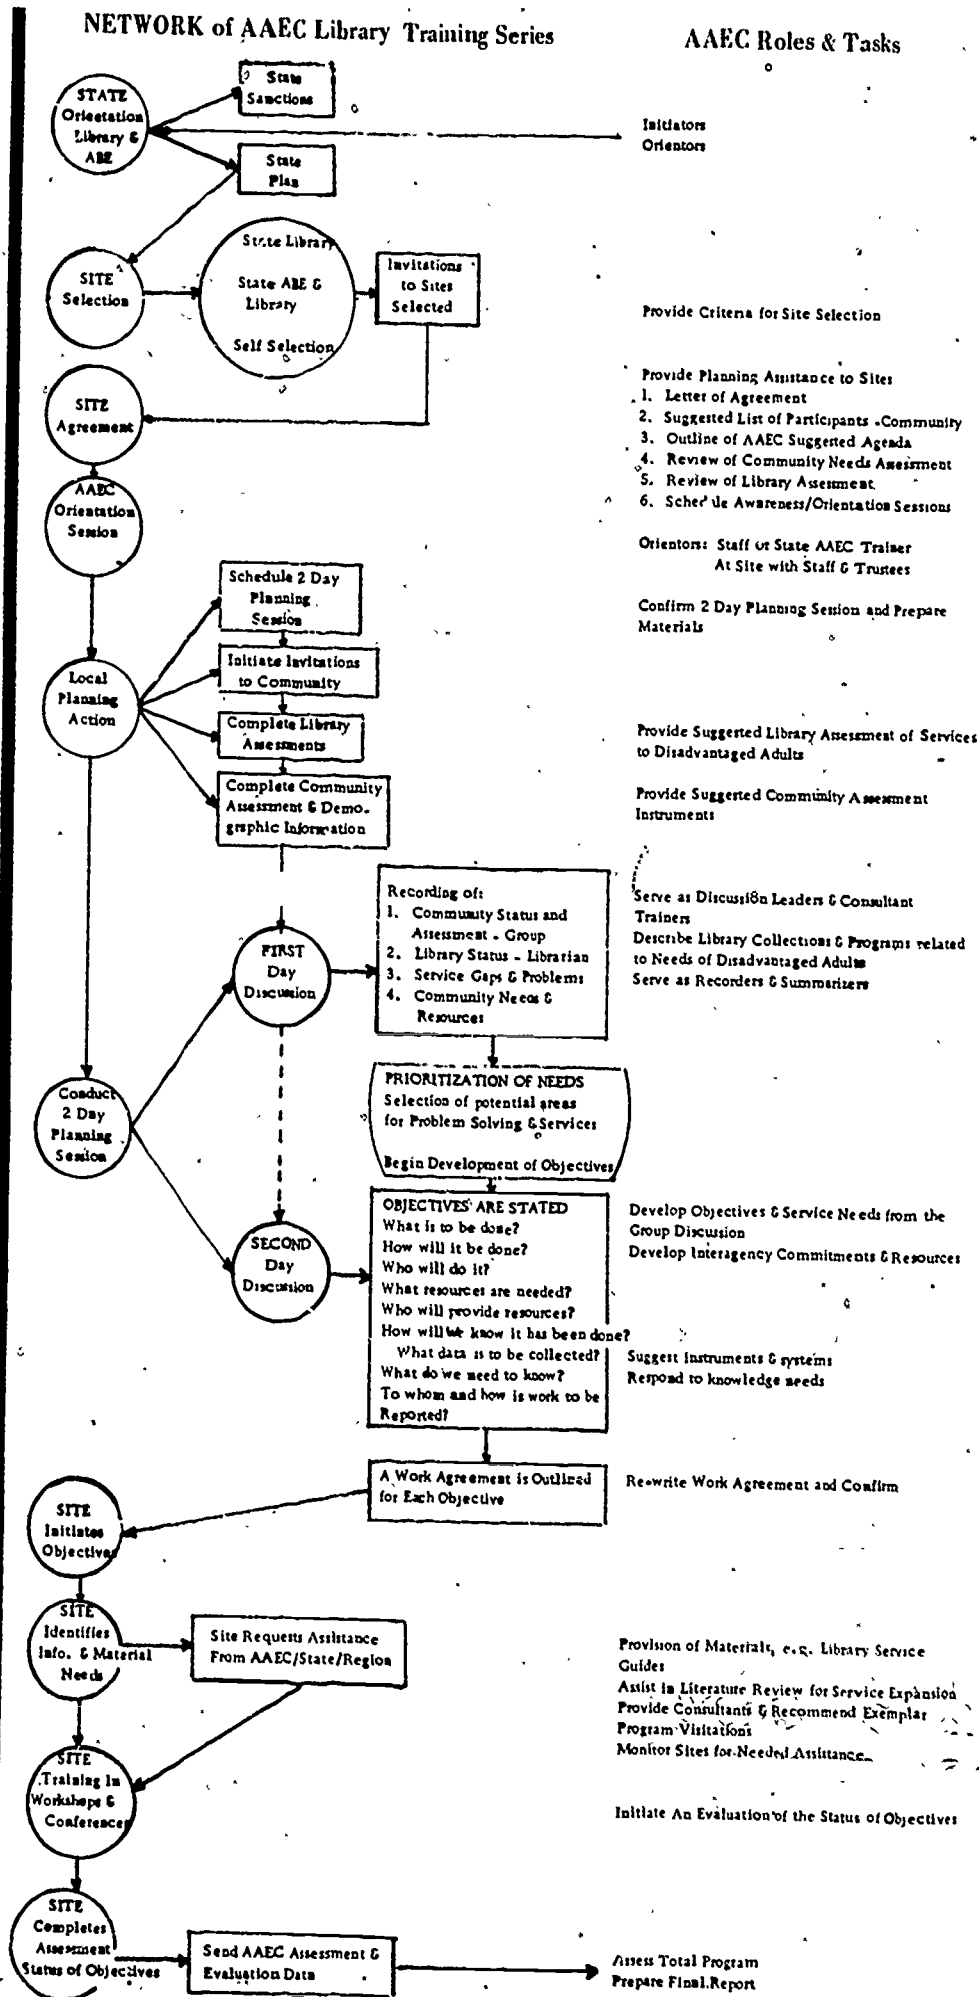 NETWORK of AAEC Library Training Series
AAEC Roles & Tasks
STATE
Orientation
Library &
ABE
State
Sanctions
State
Plan
Initiators
Orientors
SITE
Selection
State Library
State ABE &
Library
Self Selection
Invitations
to Sites
Selected
Provide Criteria for Site Selection
SITE
Agreement
Provide Planning Assistance to Sites
1. Letter of Agreement
2. Suggested List of Participants - Community
3. Outline of AAEC Suggested Agenda
4. Review of Community Needs Assessment
5. Review of Library Assessment
6. Schedule Awareness/Orientation Sessions
AAEC
Orientation
Session
Orientors: Staff or State AAEC Trainer
At Site with Staff & Trustees
Local
Planning
Action
Schedule 2 Day
Planning
Session
Confirm 2 Day Planning Session and Prepare
Materials
Initiate Invitations
to Community
Complete Library
Assessments
Provide Suggested Library Assessment of Services
to Disadvantaged Adults
Complete Community
Assessment & Demo-
graphic Information
Provide Suggested Community Assessment
Instruments
FIRST
Day
Discussion
Recording of:
1. Community Status and
Assessment - Group
2. Library Status - Librarian
3. Service Gaps & Problems
4. Community Needs &
Resources
Serve as Discussion Leaders & Consultant
Trainers
Describe Library Collections & Programs related
to Needs of Disadvantaged Adults
Serve as Recorders & Summarizers
Conduct
2 Day
Planning
Session
PRIORITIZATION OF NEEDS
Selection of potential areas
for Problem Solving & Services
Begin Development of Objectives
SECOND
Day
Discussion
OBJECTIVES ARE STATED
What is to be done?
How will it be done?
Who will do it?
What resources are needed?
Who will provide resources?
How will we know it has been done?
What data is to be collected?
What do we need to know?
To whom and how is work to be
Reported?
Develop Objectives & Service Needs from the
Group Discussion
Develop Interagency Commitments & Resources
Suggest instruments & systems
Respond to knowledge needs
A Work Agreement is Outlined
for Each Objective
Re-write Work Agreement and Confirm
SITE
Initiates
Objectives
SITE
Identifies
Info. & Material
Needs
Site Requests Assistance
From AAEC/State/Region
Provision of Materials, e.g. Library Service
Guides
Assist in Literature Review for Service Expansion
Provide Consultants & Recommend Exemplar
Program Visitations
Monitor Sites for Needed Assistance
SITE
Training in
Workshops &
Conferences
Initiate An Evaluation of the Status of Objectives
SITE
Completes
Assessment
Status of Objectives
Send AAEC Assessment &
Evaluation Data
Assess Total Program
Prepare Final Report